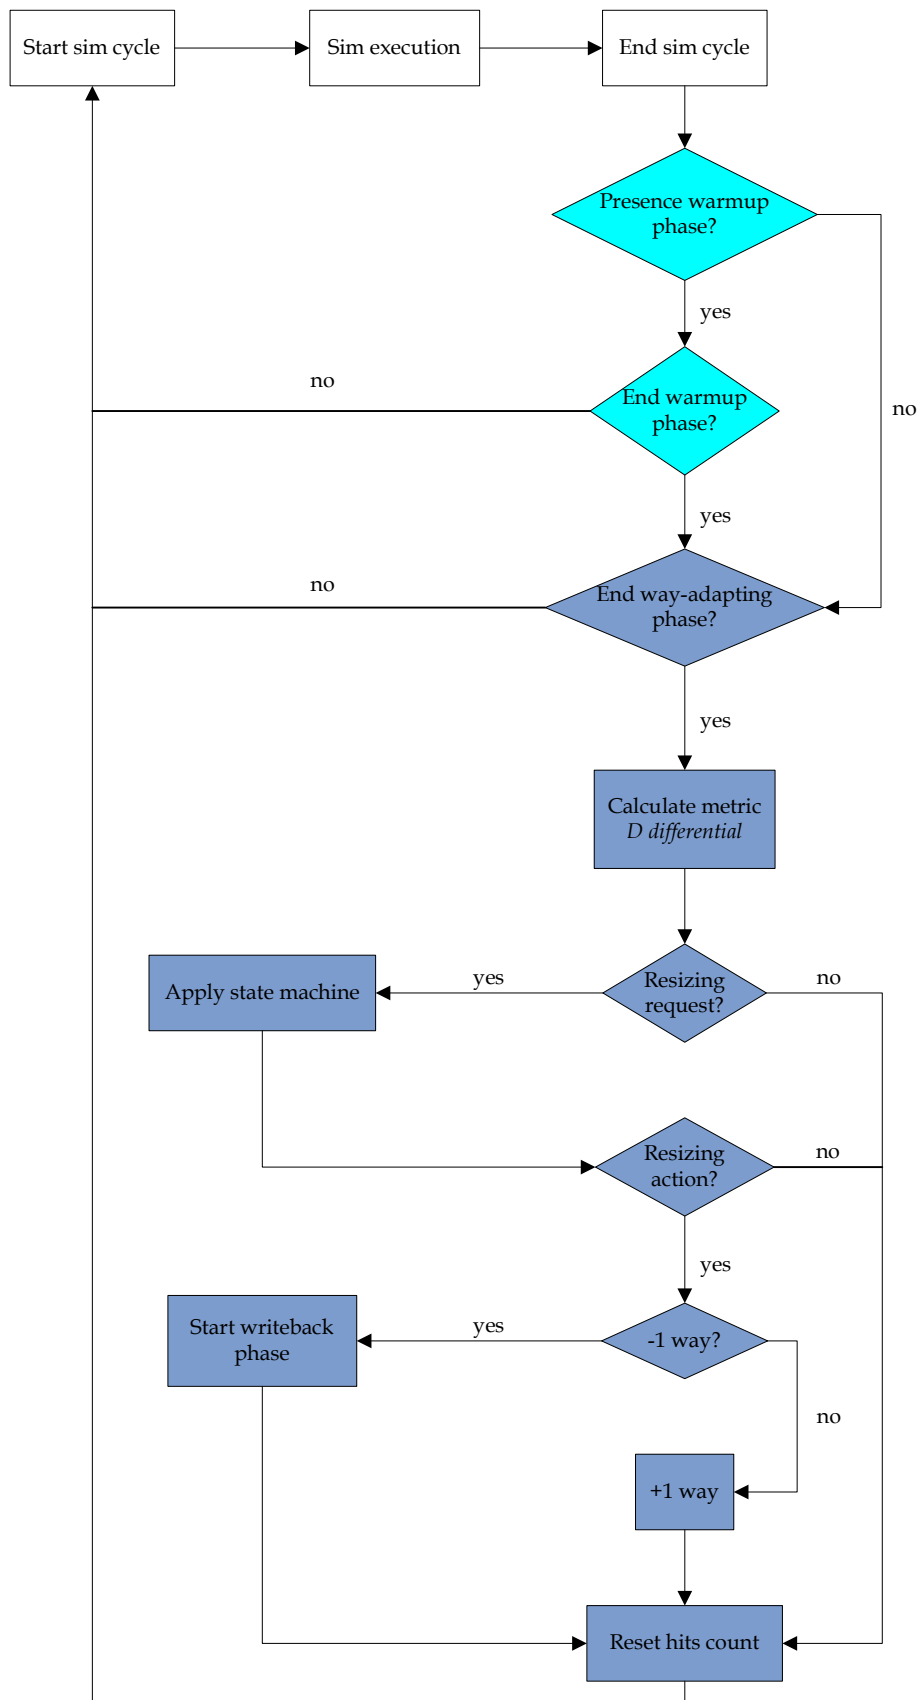 Start sim cycle
Sim execution
End sim cycle
Presence warmup
phase?
yes
no
End warmup
phase?
no
yes
no
End way-adapting
phase?
yes
Calculate metric
D differential
Apply state machine
yes
Resizing
request?
no
Resizing
action?
no
yes
Start writeback
phase
yes
-1 way?
no
+1 way
Reset hits count